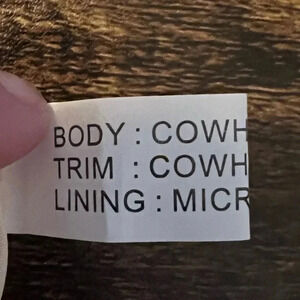 BODY : COWH
TRIM : COWH
LINING : MICR